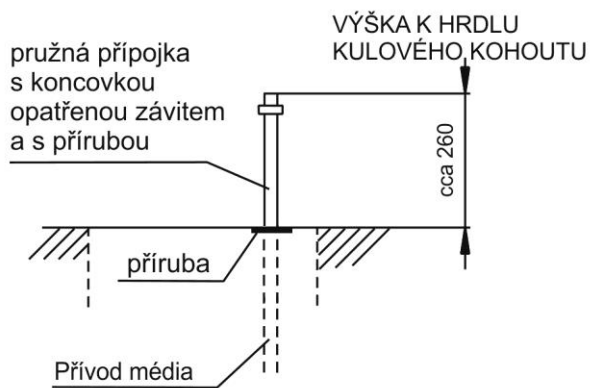 VÝŠKA K HRDLU
KULOVÉHO KOHOUTU
pružná přípojka
s koncovkou
opatřenou závitem
a s přírubou
cca 260
příruba
Přívod média